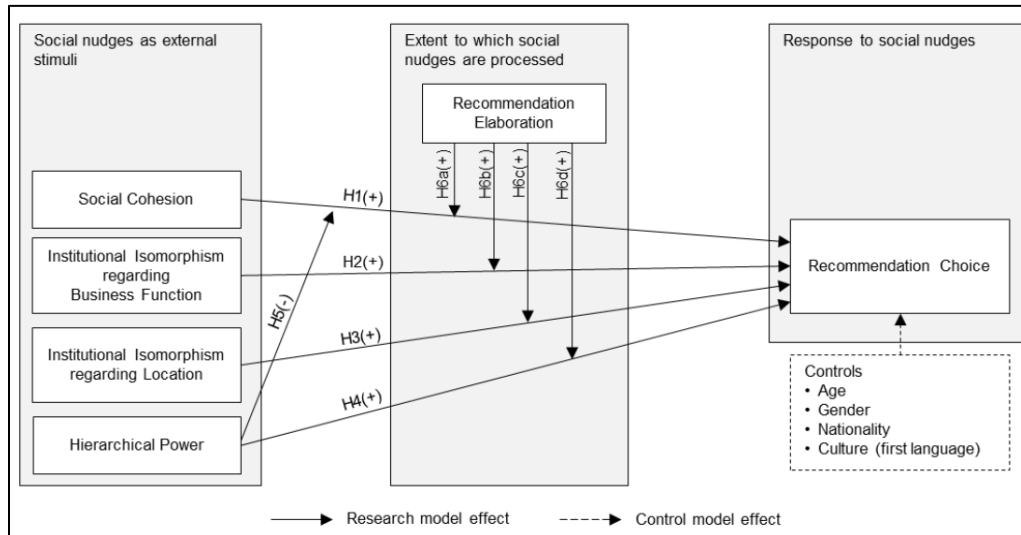 Social nudges as external
stimuli
Social Cohesion
Institutional Isomorphism
regarding
Business Function
Institutional Isomorphism
regarding Location
Hierarchical Power
H1(+)
H2(+)
H3(+)
H4(+)
H5(-)
Extent to which social
nudges are processed
Recommendation
Elaboration
H6a(+)
H6b(+)
H6c(+)
H6d(+)
Response to social nudges
Recommendation Choice
Controls
• Age
• Gender
• Nationality
• Culture (first language)
Research model effect
Control model effect